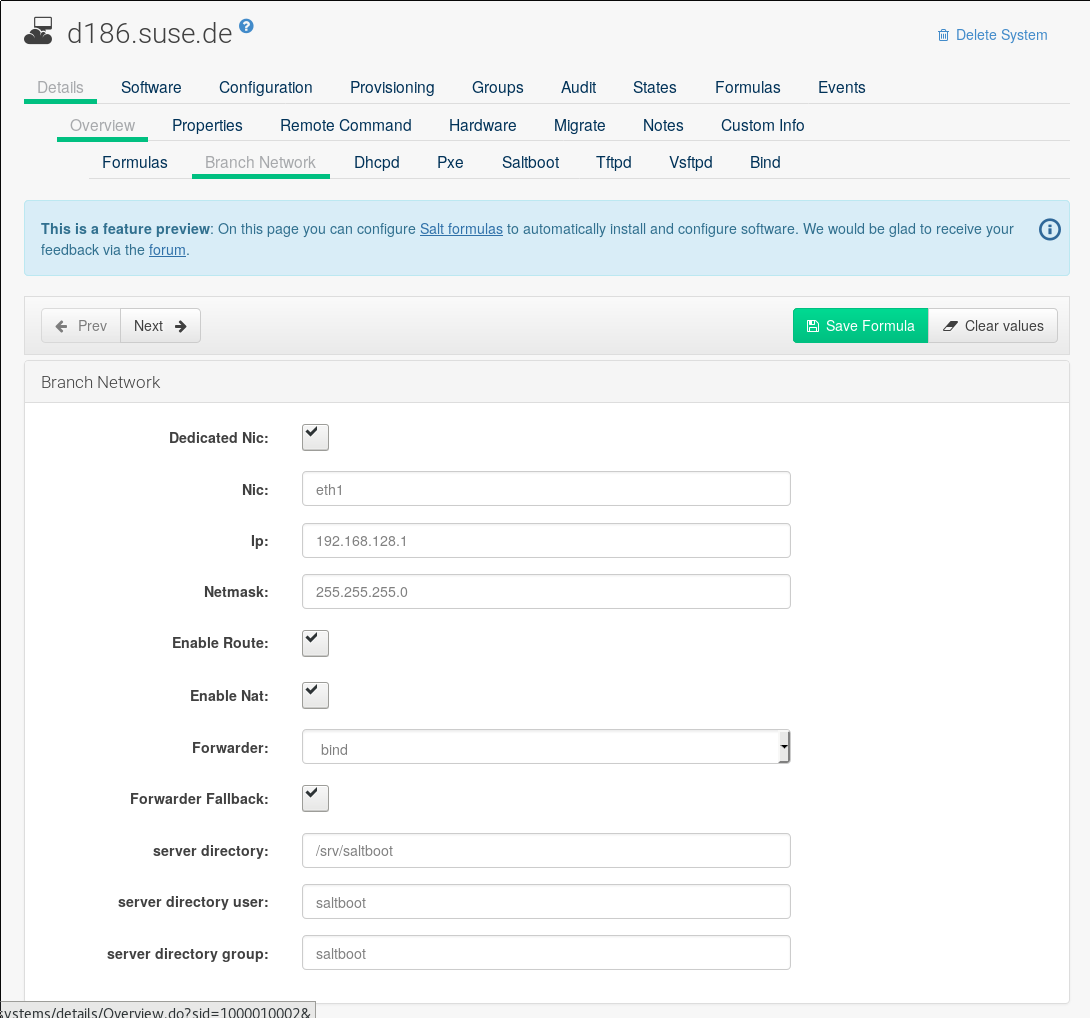 d186.suse.de
Delete System
Details Software Configuration Provisioning Groups Audit States Formulas Events
Overview Properties Remote Command Hardware Migrate Notes Custom Info
Formulas Branch Network Dhcpd Pxe Saltboot Tftpd Vsftpd Bind
This is a feature preview: On this page you can configure Salt formulas to automatically install and configure software. We would be glad to receive your
feedback via the forum.
Prev Next Save Formula Clear values
Branch Network
Dedicated Nic:
Nic: eth1
Ip: 192.168.128.1
Netmask: 255.255.255.0
Enable Route:
Enable Nat:
Forwarder: bind
Forwarder Fallback:
server directory: /srv/saltboot
server directory user: saltboot
server directory group: saltboot
systems/details/Overview.do?sid=1000010002&